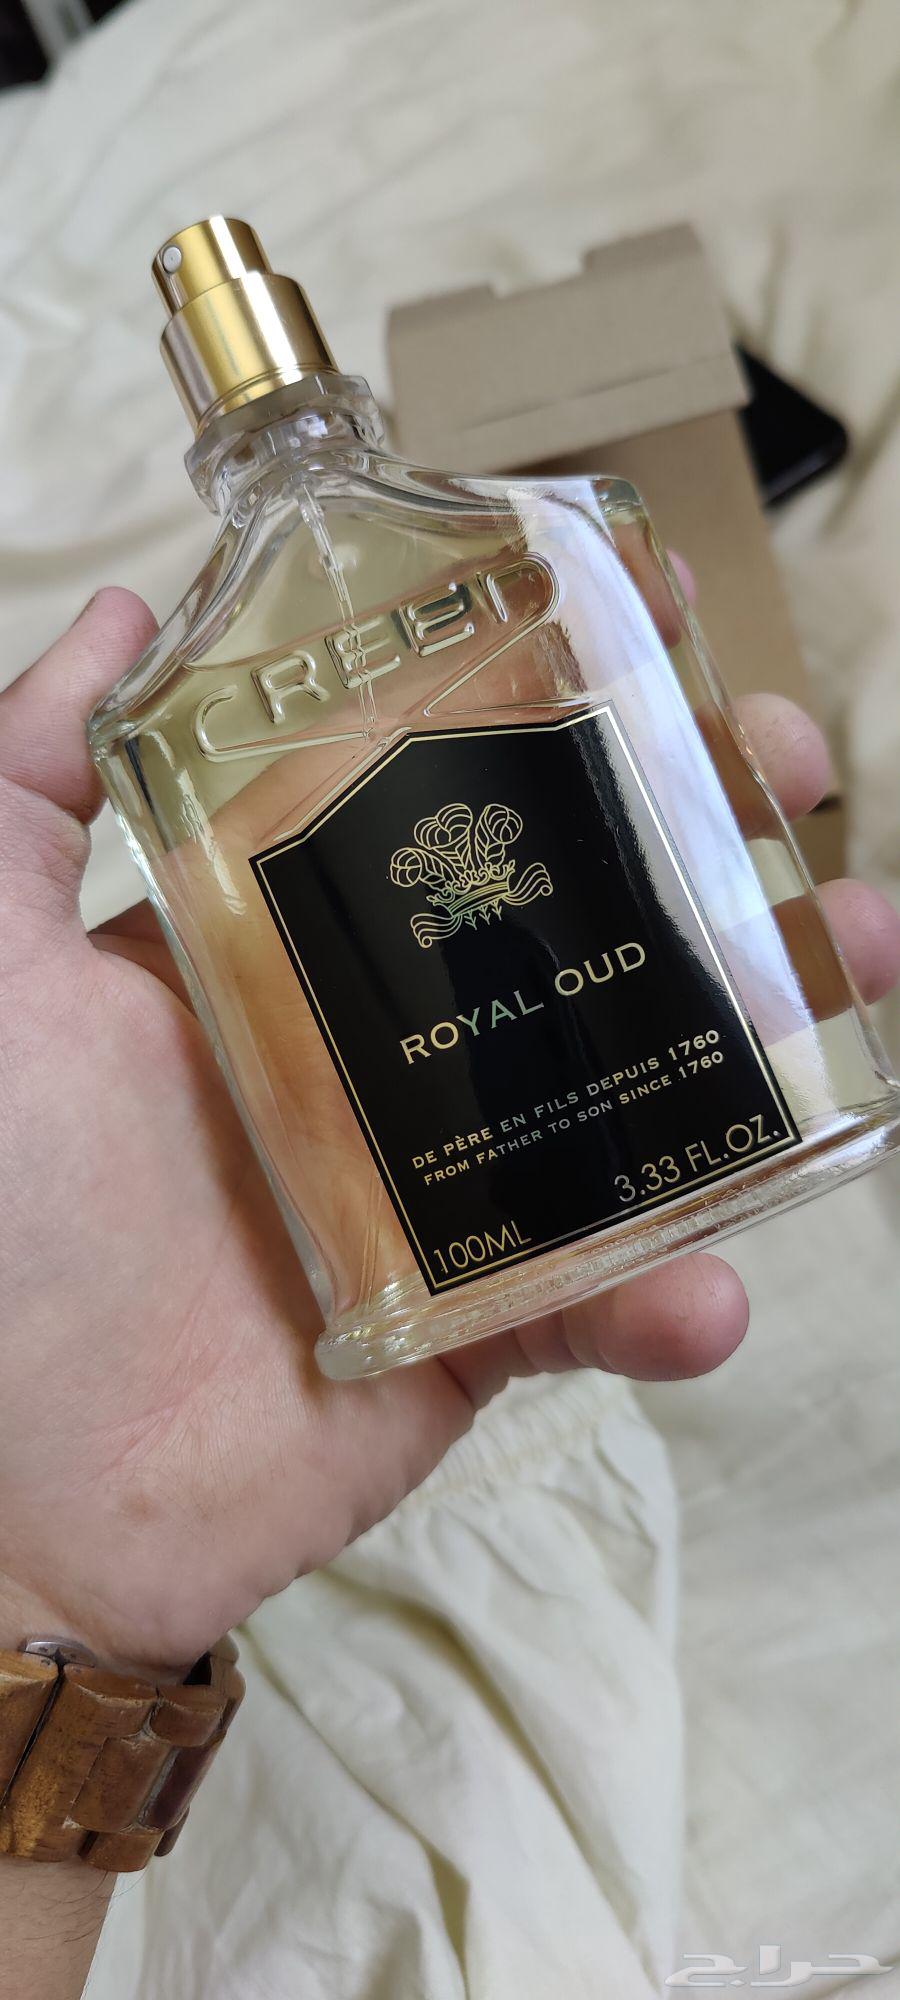 CREED
ROYAL OUD
DE PÈRE EN FILS DEPUIS 1760
FROM FATHER TO SON SINCE 1760
100ML 3.33 FL.OZ.
حراج